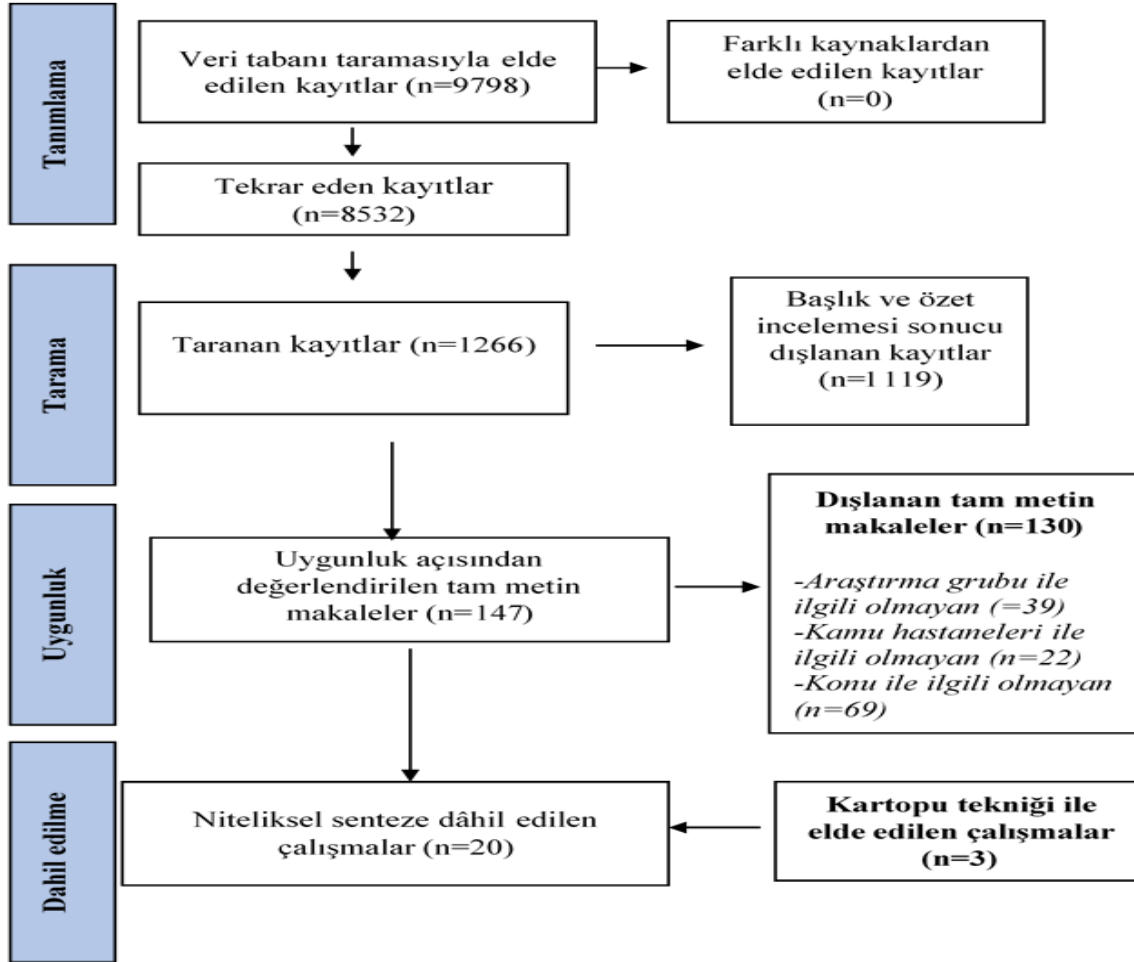 Tanımlama
Veri tabanı taramasıyla elde
edilen kayıtlar (n=9798)
Farklı kaynaklardan
elde edilen kayıtlar
(n=0)
Tekrar eden kayıtlar
(n=8532)
Tarama
Taranan kayıtlar (n=1266)
Başlık ve özet
incelemesi sonucu
dışlanan kayıtlar
(n=1119)
Uygunluk
Uygunluk açısından
değerlendirilen tam metin
makaleler (n=147)
Dışlanan tam metin
makaleler (n=130)
-Araştırma grubu ile
ilgili olmayan (=39)
-Kamu hastaneleri ile
ilgili olmayan (n=22)
-Konu ile ilgili olmayan
(n=69)
Dahil edilme
Niteliksel senteze dâhil edilen
çalışmalar (n=20)
Kartopu tekniği ile
elde edilen çalışmalar
(n=3)